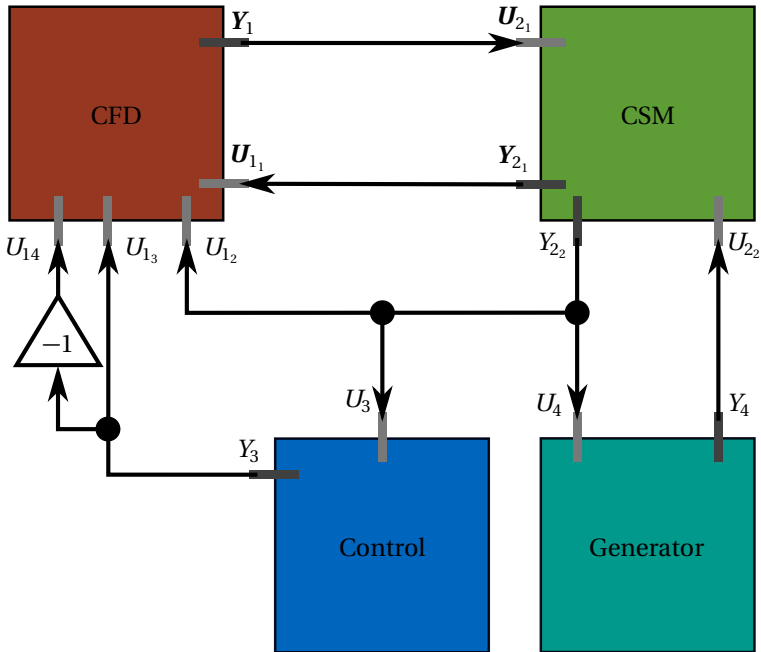 Y₁
U₂₁
CFD
CSM
U₁₁
Y₂₁
U₁₄
U₁₃
U₁₂
Y₂₂
U₂₂
−1
U₃
U₄
Y₄
Y₃
Control
Generator